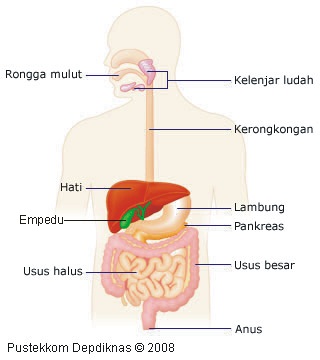 Rongga mulut
Kelenjar ludah
Kerongkongan
Hati
Lambung
Empedu
Pankreas
Usus halus
Usus besar
Anus
Pustekkom Depdiknas © 2008